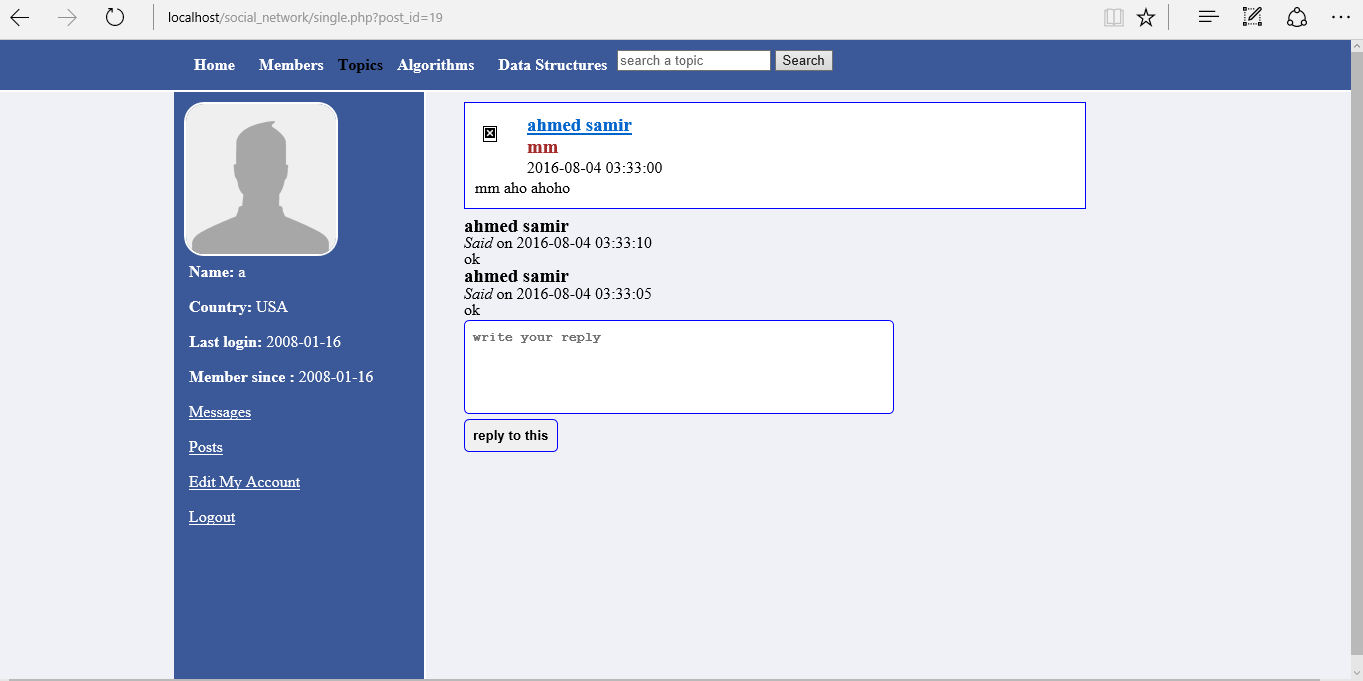 localhost/social_network/single.php?post_id=19
Home Members Topics Algorithms Data Structures search a topic Search
Name: a
Country: USA
Last login: 2008-01-16
Member since : 2008-01-16
Messages
Posts
Edit My Account
Logout
ahmed samir
mm
2016-08-04 03:33:00
mm aho ahoho
ahmed samir
Said on 2016-08-04 03:33:10
ok
ahmed samir
Said on 2016-08-04 03:33:05
ok
write your reply
reply to this